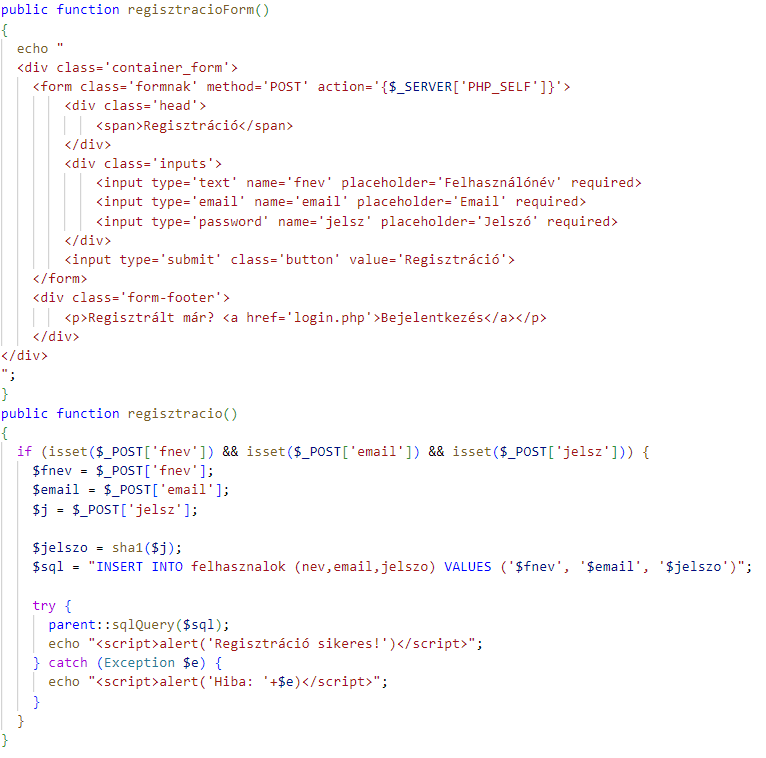 public function regisztracioForm()
{
  echo "
  <div class='container_form'>
    <form class='formnak' method='POST' action='{$_SERVER['PHP_SELF']}'>
        <div class='head'>
            <span>Regisztráció</span>
        </div>
        <div class='inputs'>
            <input type='text' name='fnev' placeholder='Felhasználónév' required>
            <input type='email' name='email' placeholder='Email' required>
            <input type='password' name='jelsz' placeholder='Jelszó' required>
        </div>
        <input type='submit' class='button' value='Regisztráció'>
    </form>
    <div class='form-footer'>
        <p>Regisztrált már? <a href='login.php'>Bejelentkezés</a></p>
    </div>
</div>
";
}
public function regisztracio()
{
  if (isset($_POST['fnev']) && isset($_POST['email']) && isset($_POST['jelsz'])) {
    $fnev = $_POST['fnev'];
    $email = $_POST['email'];
    $j = $_POST['jelsz'];

    $jelszo = sha1($j);
    $sql = "INSERT INTO felhasznalok (nev,email,jelszo) VALUES ('$fnev', '$email', '$jelszo')";

    try {
      parent::sqlQuery($sql);
      echo "<script>alert('Regisztráció sikeres!')</script>";
    } catch (Exception $e) {
      echo "<script>alert('Hiba: '+$e)</script>";
    }
  }
}